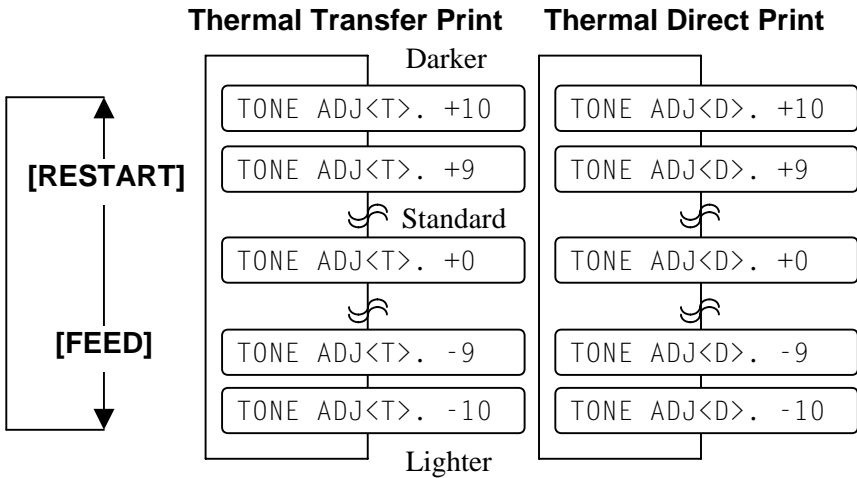 Thermal Transfer Print Thermal Direct Print
Darker
TONE ADJ<T>. +10 TONE ADJ<D>. +10
[RESTART] TONE ADJ<T>. +9 TONE ADJ<D>. +9
Standard
TONE ADJ<T>. +0 TONE ADJ<D>. +0
[FEED] TONE ADJ<T>. -9 TONE ADJ<D>. -9
TONE ADJ<T>. -10 TONE ADJ<D>. -10
Lighter